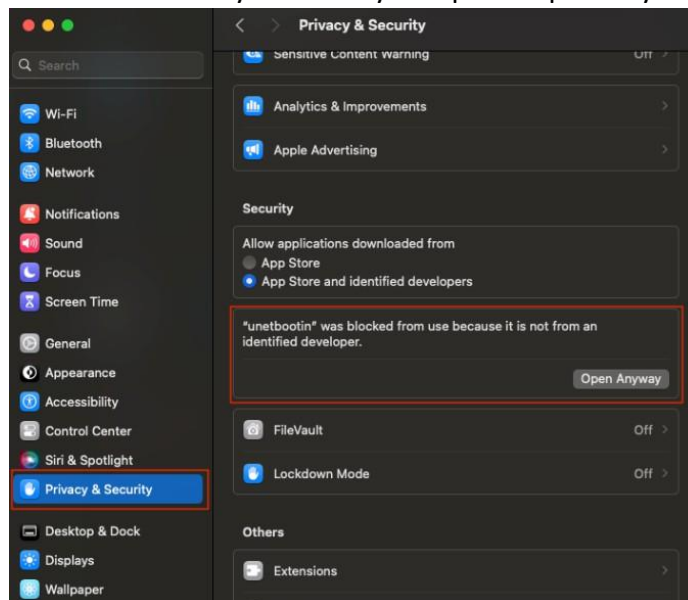 Privacy & Security
Search
Wi-Fi
Bluetooth
Network
Notifications
Sound
Focus
Screen Time
General
Appearance
Accessibility
Control Center
Siri & Spotlight
Privacy & Security
Desktop & Dock
Displays
Wallpaper
Sensitive Content Warning Off
Analytics & Improvements
Apple Advertising
Security
Allow applications downloaded from
App Store
App Store and identified developers
"unetbootin" was blocked from use because it is not from an
identified developer.
Open Anyway
FileVault Off
Lockdown Mode Off
Others
Extensions